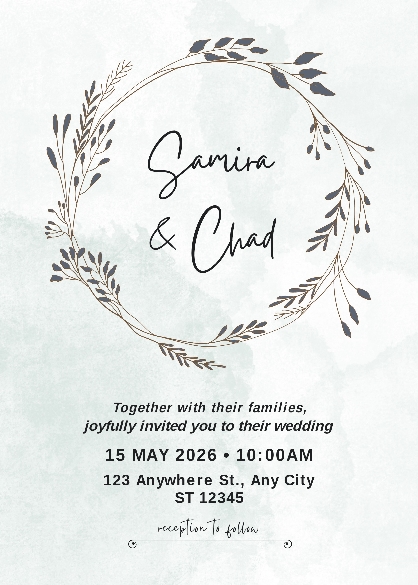 Samira
& Chad
Together with their families,
joyfully invited you to their wedding
15 MAY 2026 • 10:00AM
123 Anywhere St., Any City
ST 12345
reception to follow